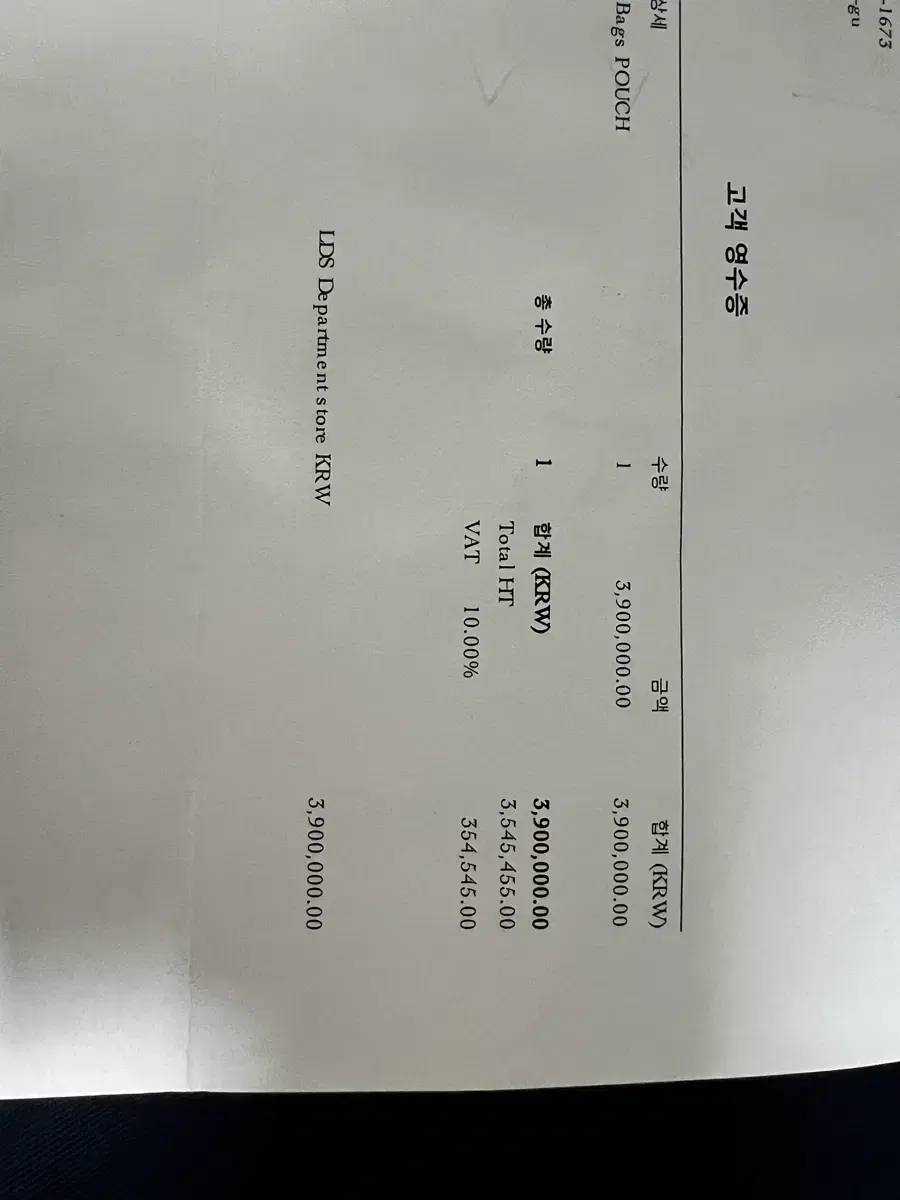 -1673
-gu
고객 영수증
상세 수량 금액 합계 (KRW)
Bags POUCH 1 3,900,000.00 3,900,000.00
총 수량 1 합계 (KRW) 3,900,000.00
Total HT 3,545,455.00
VAT 10.00% 354,545.00
LDS Department store KRW 3,900,000.00